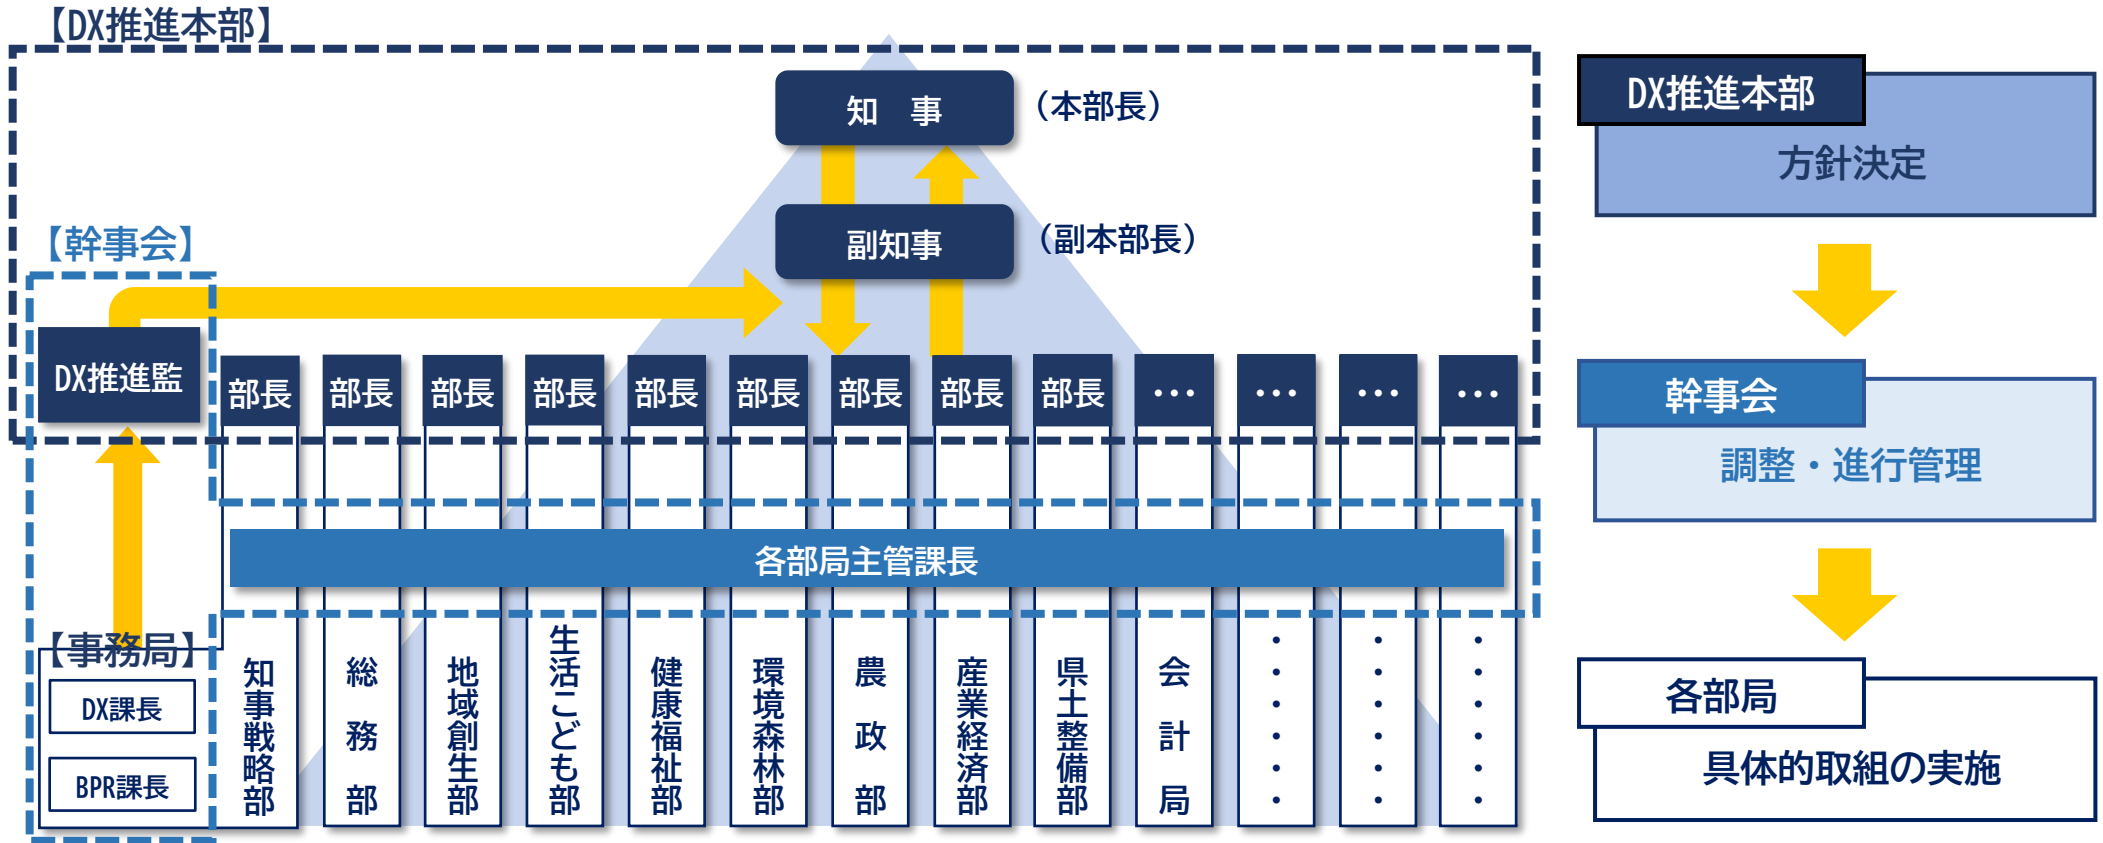 【DX推進本部】
知　事
（本部長）
副知事
（副本部長）
【幹事会】
DX推進監
部長
部長
部長
部長
部長
部長
部長
部長
部長
…
…
…
…
各部局主管課長
【事務局】
DX課長
BPR課長
知事戦略部
総務部
地域創生部
生活こども部
健康福祉部
環境森林部
農政部
産業経済部
県土整備部
会計局
・・・・・・
・・・・・・
・・・・・・
DX推進本部
方針決定
幹事会
調整・進行管理
各部局
具体的取組の実施